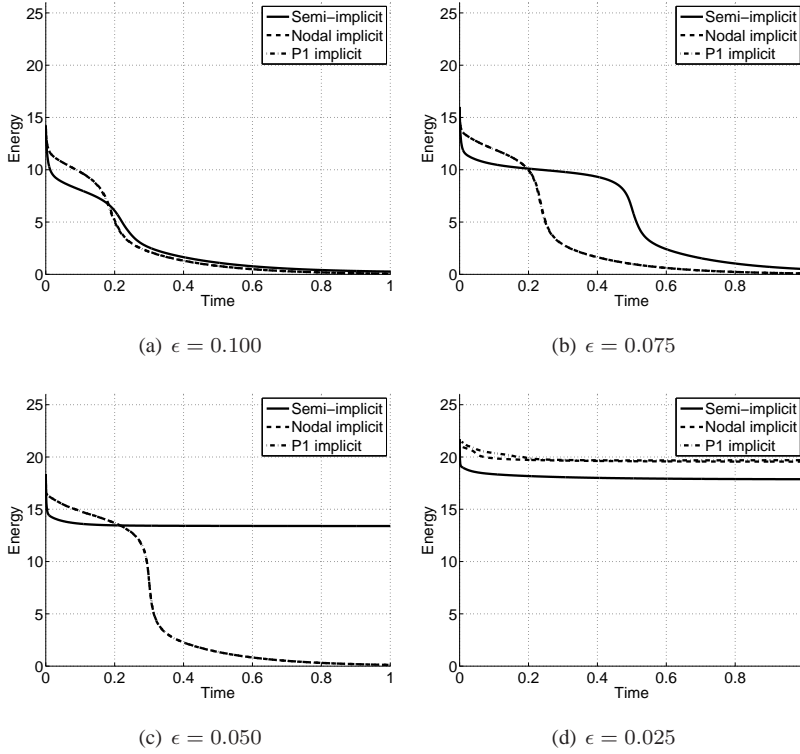 25
20
15
10
5
0
Energy
0 0.2 0.4 0.6 0.8 1
Time
Semi−implicit
Nodal implicit
P1 implicit
(a) ϵ = 0.100
25
20
15
10
5
0
Energy
0 0.2 0.4 0.6 0.8
Time
Semi−implicit
Nodal implicit
P1 implicit
(b) ϵ = 0.075
25
20
15
10
5
0
Energy
0 0.2 0.4 0.6 0.8 1
Time
Semi−implicit
Nodal implicit
P1 implicit
(c) ϵ = 0.050
25
20
15
10
5
0
Energy
0 0.2 0.4 0.6 0.8
Time
Semi−implicit
Nodal implicit
P1 implicit
(d) ϵ = 0.025